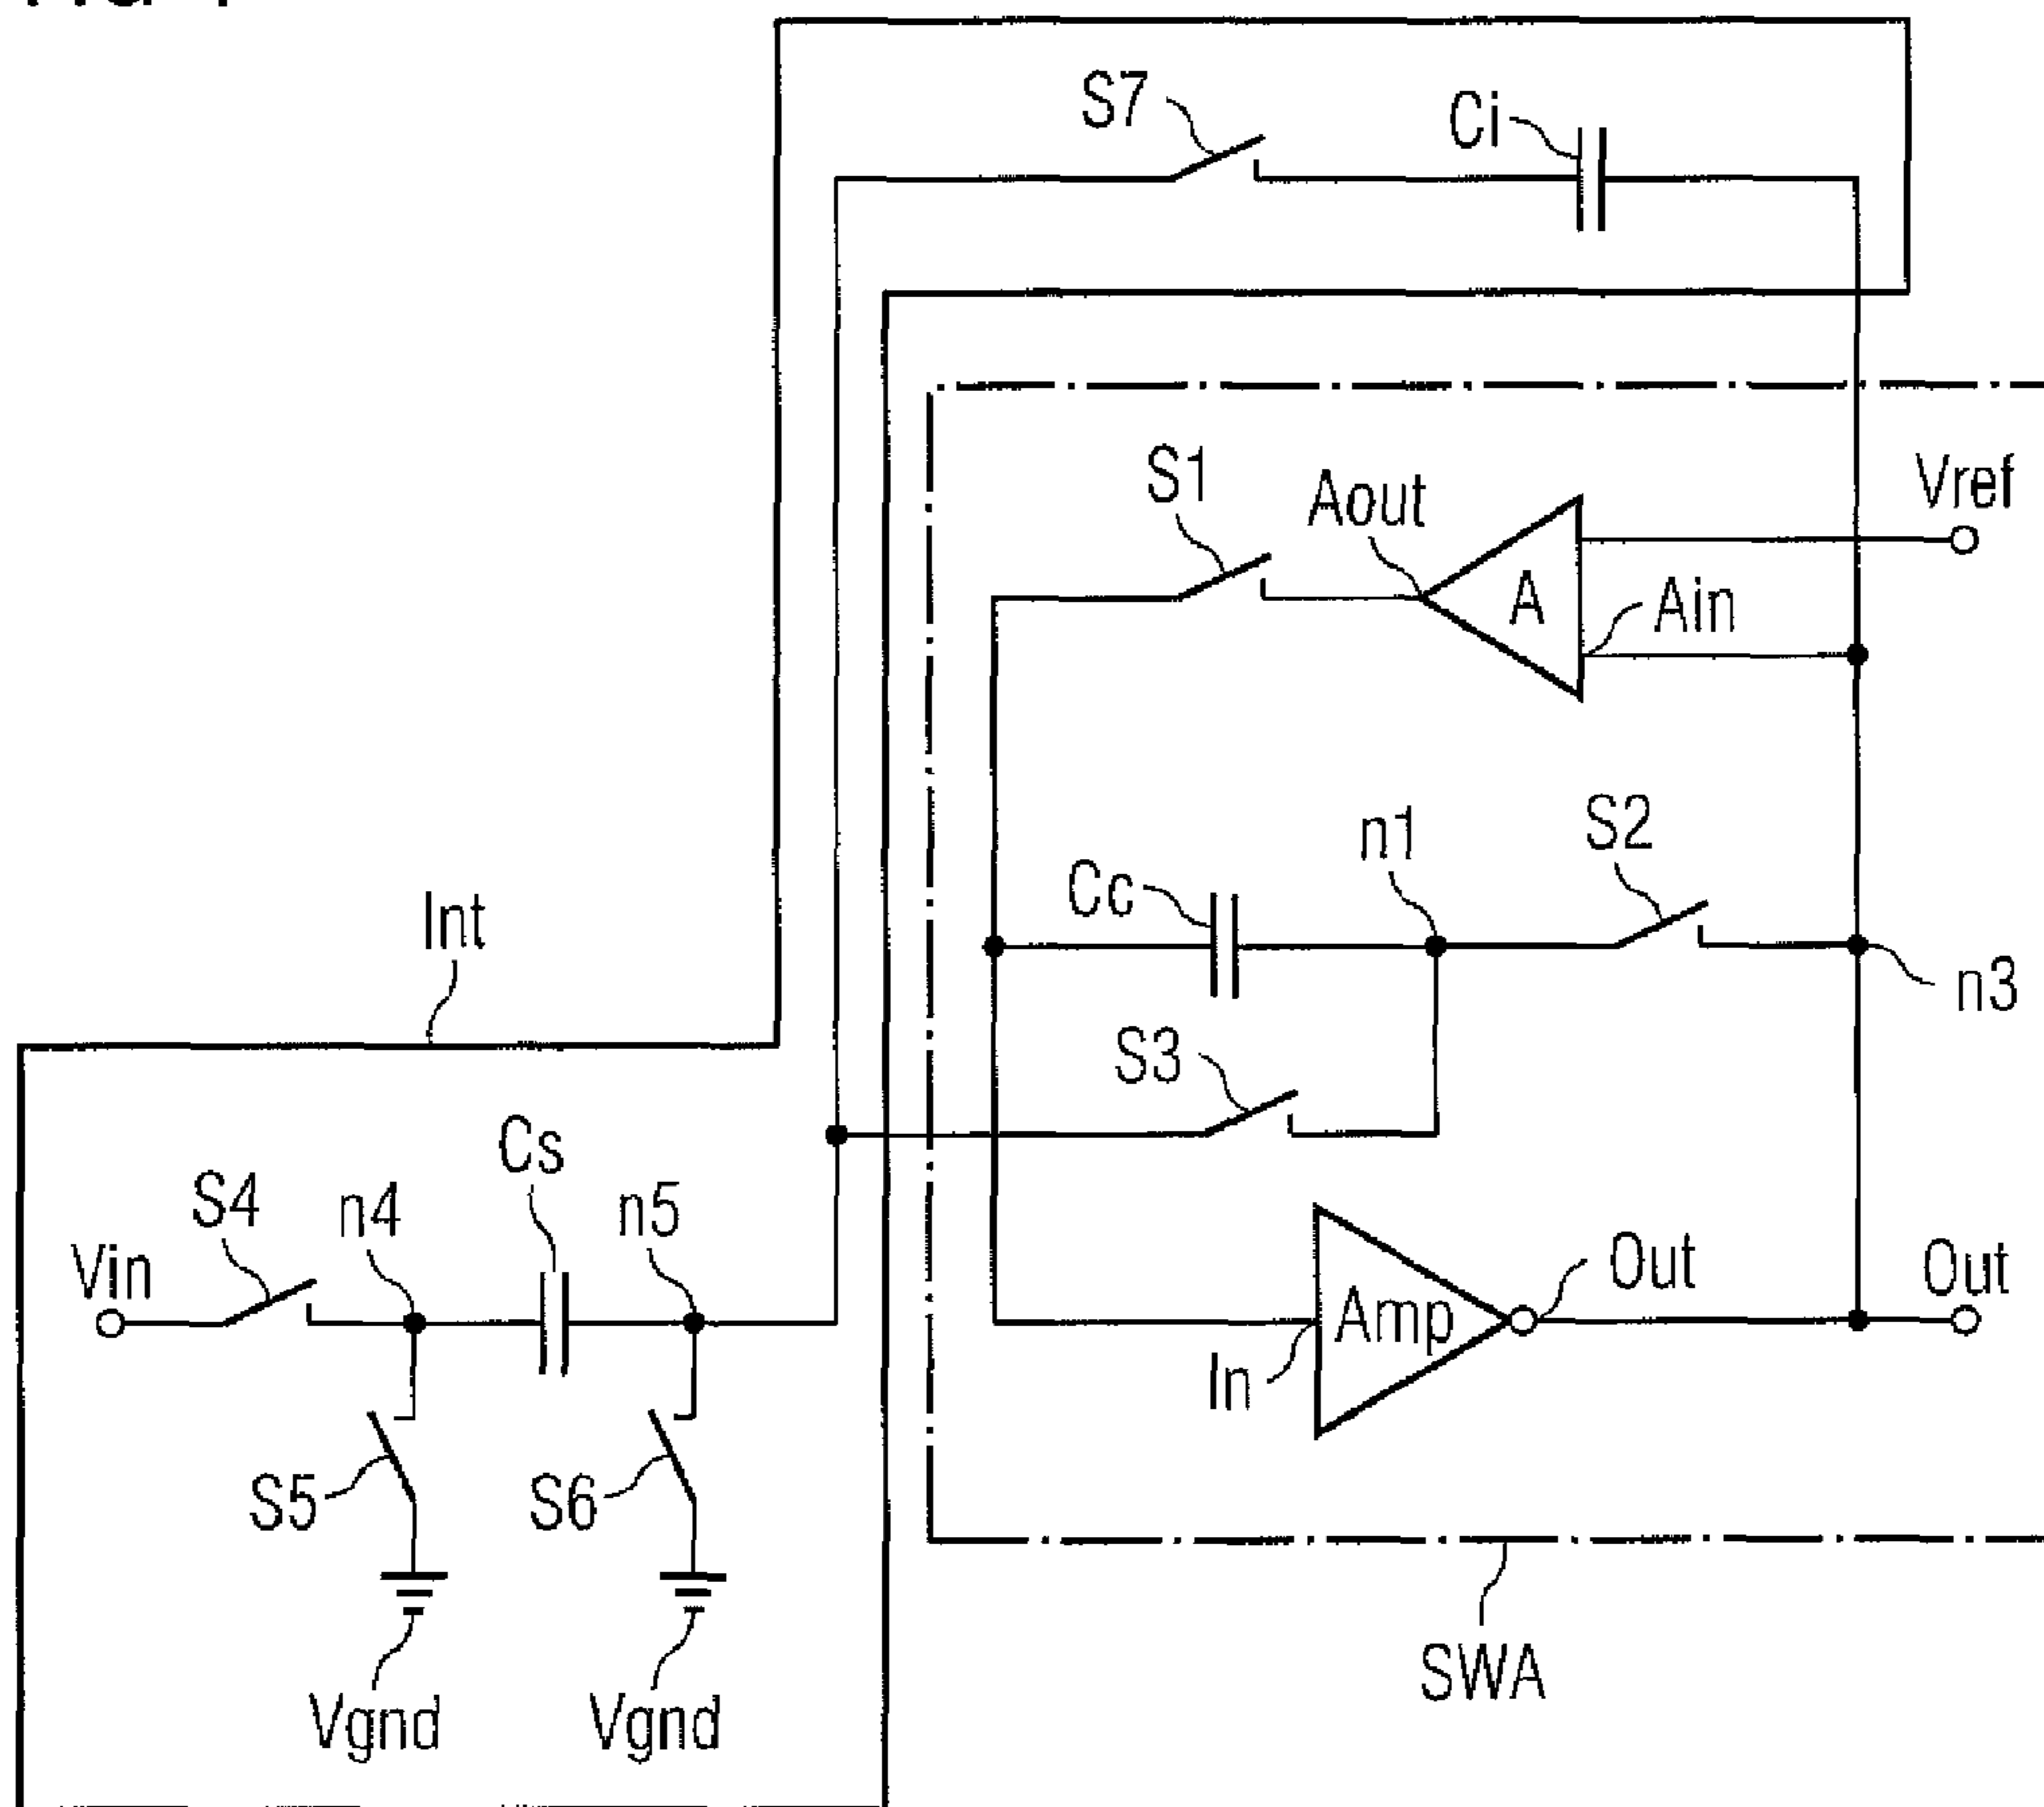 S7
Ci
S1
Aout
Vref
A
Ain
n1
S2
Cc
Int
n3
S3
Cs
S4
n4
n5
Vin
Out
Out
Amp
In
S5
S6
SWA
Vgnd
Vgnd